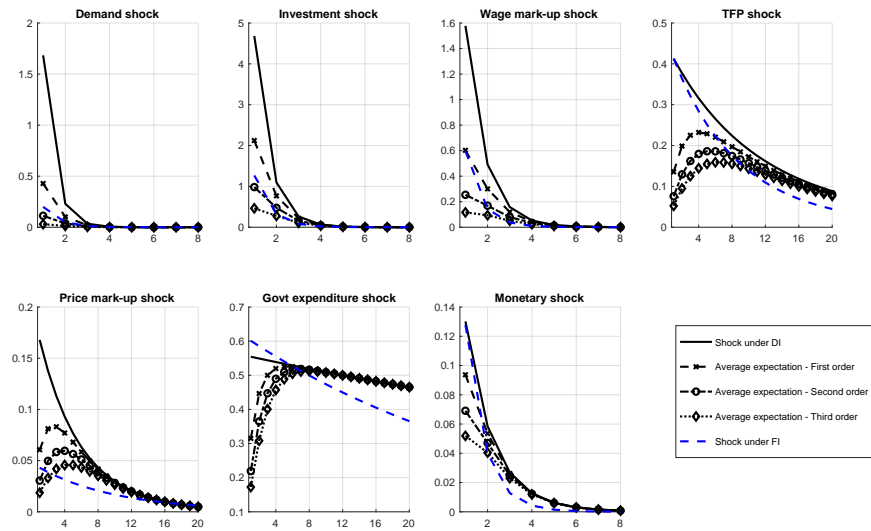 Demand shock
Investment shock
Wage mark-up shock
TFP shock
2
1.5
1
0.5
0
2 4 6 8
5
4
3
2
1
0
2 4 6 8
1.6
1.4
1.2
1
0.8
0.6
0.4
0.2
0
2 4 6 8
0.5
0.4
0.3
0.2
0.1
0
4 8 12 16 20
Price mark-up shock
Govt expenditure shock
Monetary shock
0.2
0.15
0.1
0.05
0
4 8 12 16 20
0.7
0.6
0.5
0.4
0.3
0.2
0.1
4 8 12 16 20
0.14
0.12
0.1
0.08
0.06
0.04
0.02
0
2 4 6 8
Shock under DI
Average expectation - First order
Average expectation - Second order
Average expectation - Third order
Shock under FI